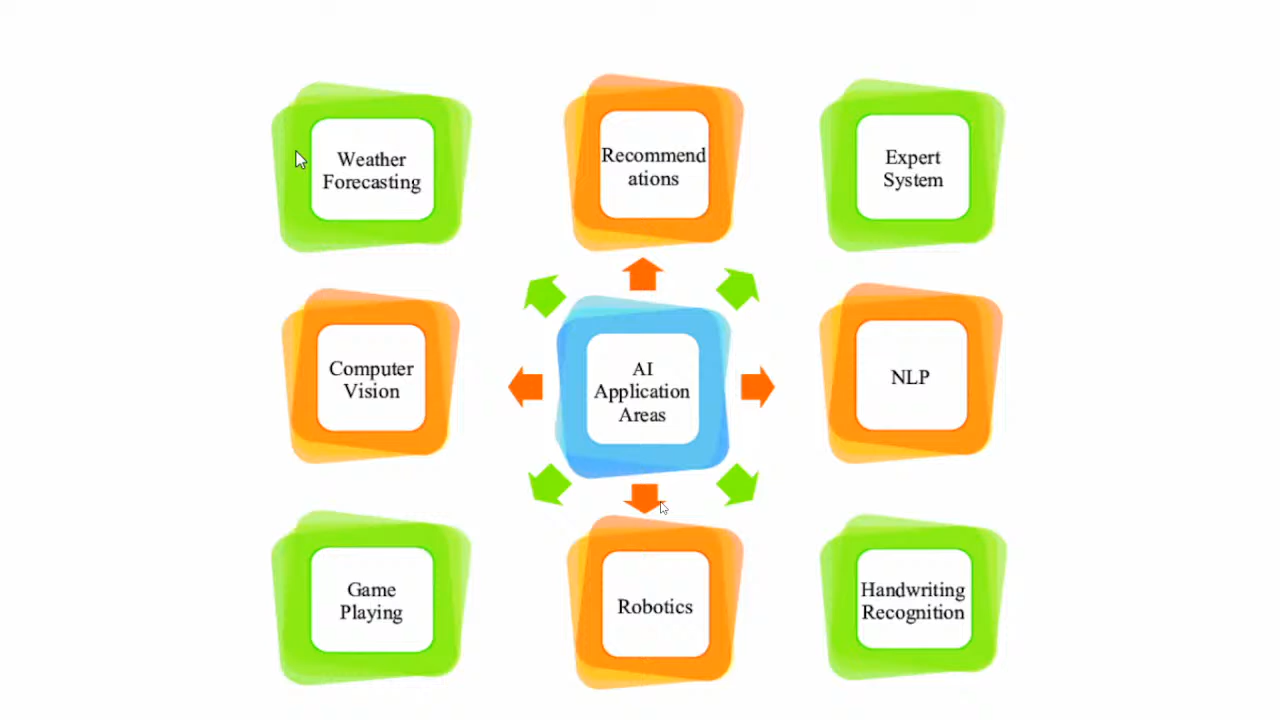 Weather
Forecasting
Recommend
ations
Expert
System
Computer
Vision
AI
Application
Areas
NLP
Game
Playing
Robotics
Handwriting
Recognition